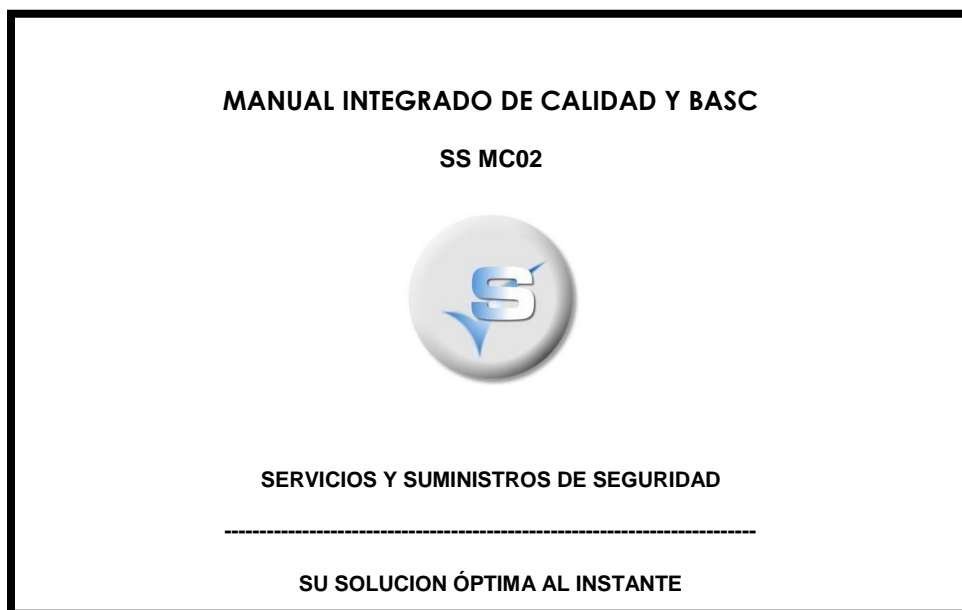 MANUAL INTEGRADO DE CALIDAD Y BASC
SS MC02
S
SERVICIOS Y SUMINISTROS DE SEGURIDAD
----------------------------------------------------------------------------
SU SOLUCION ÓPTIMA AL INSTANTE